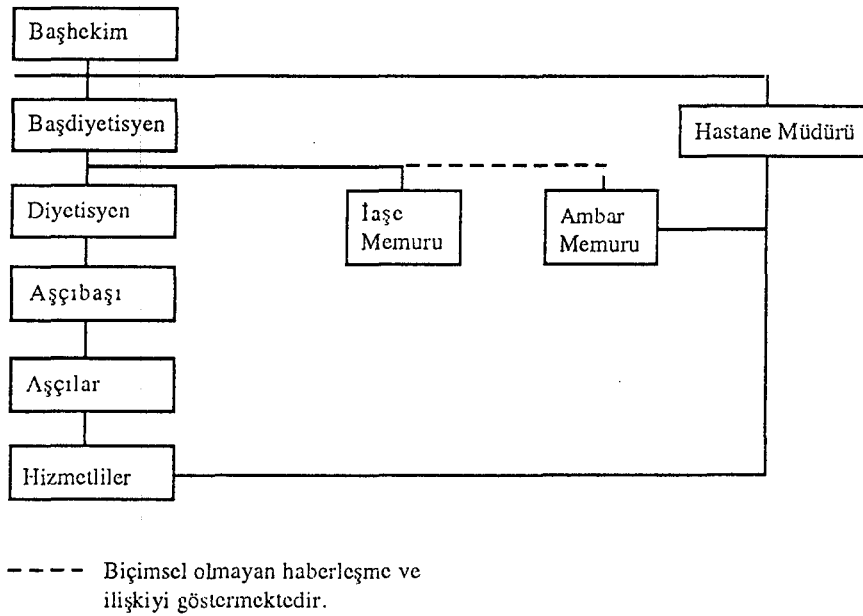 Başhekim
Başdiyetisyen
Hastane Müdürü
Diyetisyen
İaşe
Memuru
Ambar
Memuru
Aşçıbaşı
Aşçılar
Hizmetliler
Biçimsel olmayan haberleşme ve
ilişkiyi göstermektedir.